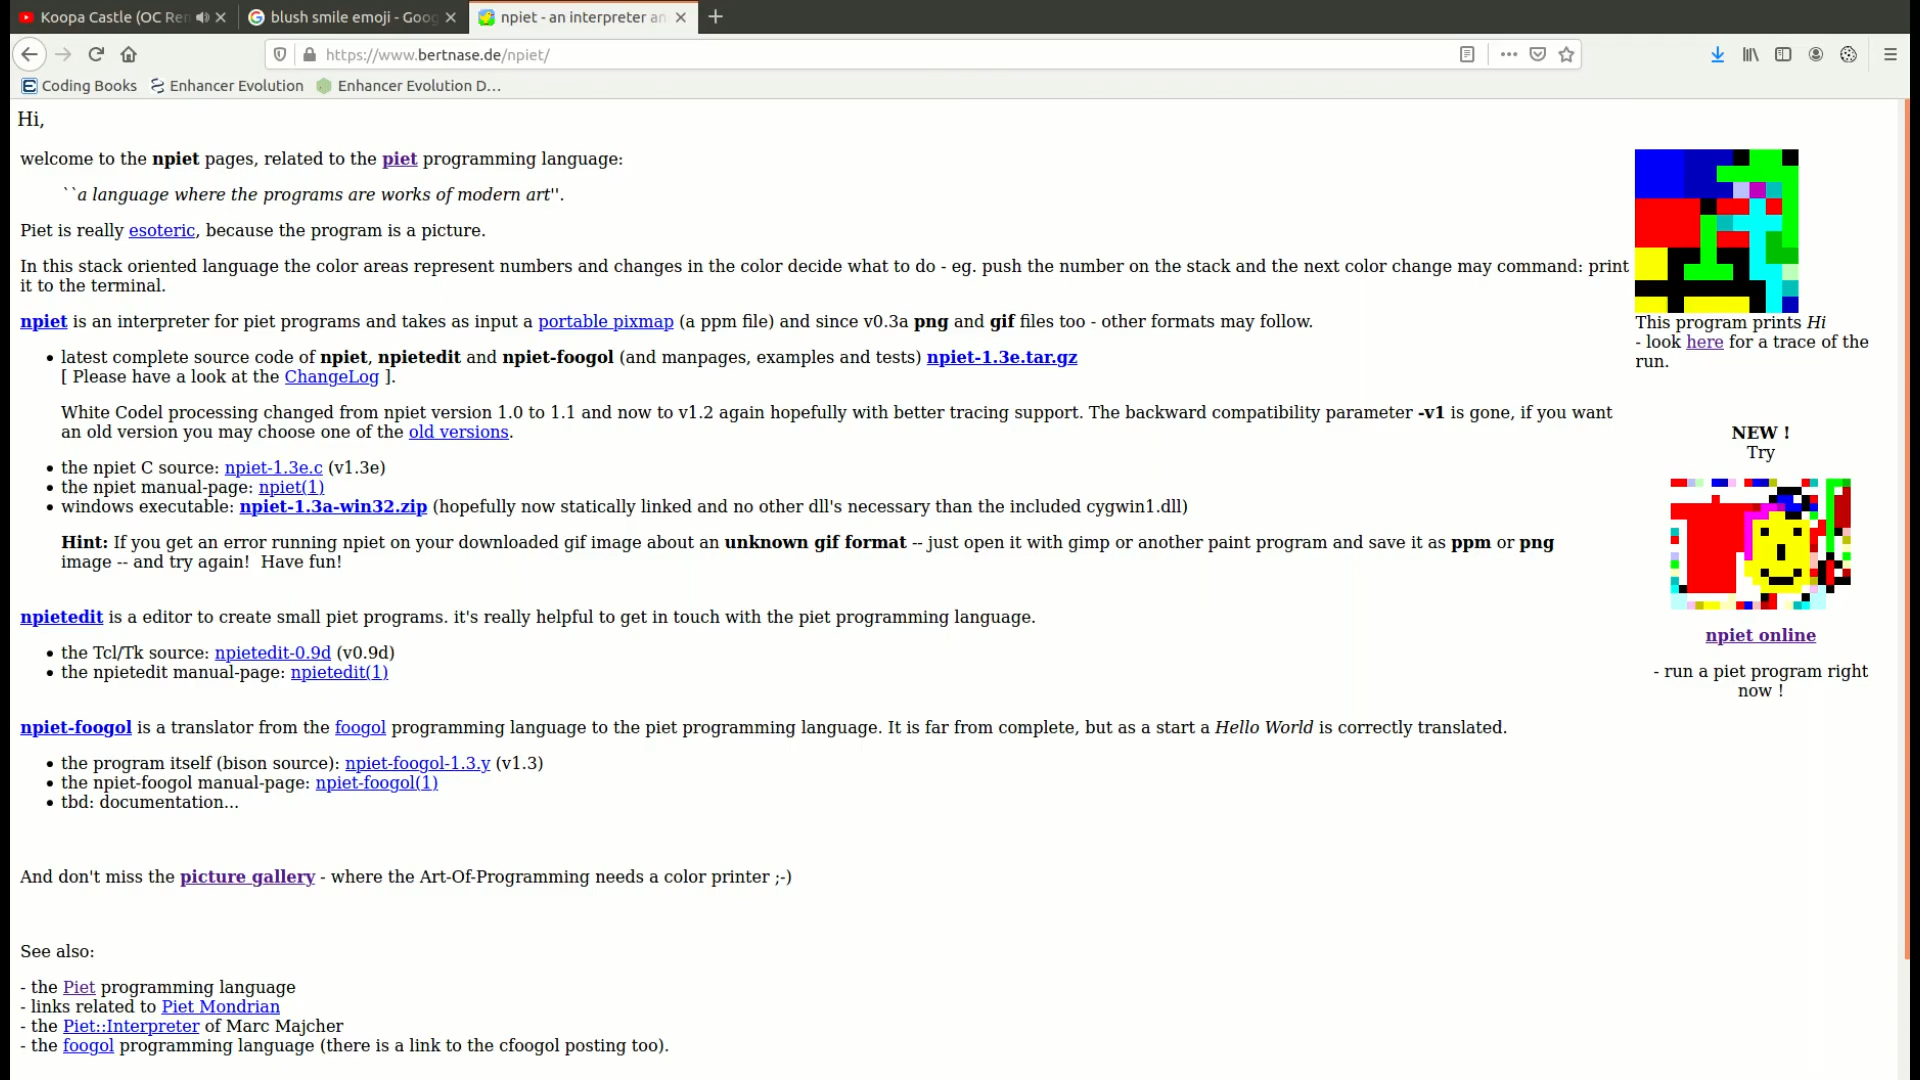 Koopa Castle (OC Ren
blush smile emoji - Goog
npiet - an interpreter an
https://www.bertnase.de/npiet/
Coding Books
Enhancer Evolution
Enhancer Evolution D…
Hi,
welcome to the npiet pages, related to the piet programming language:
``a language where the programs are works of modern art''.
Piet is really esoteric, because the program is a picture.
In this stack oriented language the color areas represent numbers and changes in the color decide what to do - eg. push the number on the stack and the next color change may command: print
it to the terminal.
npiet is an interpreter for piet programs and takes as input a portable pixmap (a ppm file) and since v0.3a png and gif files too - other formats may follow.
• latest complete source code of npiet, npietedit and npiet-foogol (and manpages, examples and tests) npiet-1.3e.tar.gz
[ Please have a look at the ChangeLog ].
White Codel processing changed from npiet version 1.0 to 1.1 and now to v1.2 again hopefully with better tracing support. The backward compatibility parameter -v1 is gone, if you want
an old version you may choose one of the old versions.
• the npiet C source: npiet-1.3e.c (v1.3e)
• the npiet manual-page: npiet(1)
• windows executable: npiet-1.3a-win32.zip (hopefully now statically linked and no other dll's necessary than the included cygwin1.dll)
Hint: If you get an error running npiet on your downloaded gif image about an unknown gif format -- just open it with gimp or another paint program and save it as ppm or png
image -- and try again!  Have fun!
npietedit is a editor to create small piet programs. it's really helpful to get in touch with the piet programming language.
• the Tcl/Tk source: npietedit-0.9d (v0.9d)
• the npietedit manual-page: npietedit(1)
npiet-foogol is a translator from the foogol programming language to the piet programming language. It is far from complete, but as a start a Hello World is correctly translated.
• the program itself (bison source): npiet-foogol-1.3.y (v1.3)
• the npiet-foogol manual-page: npiet-foogol(1)
• tbd: documentation...
And don't miss the picture gallery - where the Art-Of-Programming needs a color printer ;-)
See also:
- the Piet programming language
- links related to Piet Mondrian
- the Piet::Interpreter of Marc Majcher
- the foogol programming language (there is a link to the cfoogol posting too).
This program prints Hi
- look here for a trace of the
run.
NEW !
Try
npiet online
- run a piet program right
now !